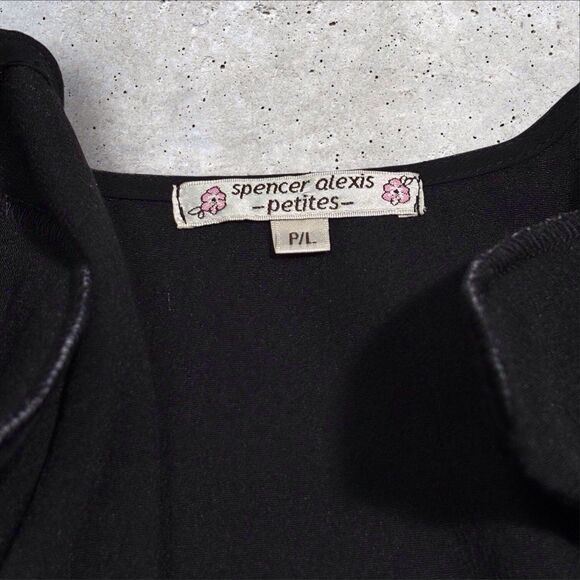 spencer alexis
-petites-
P/L